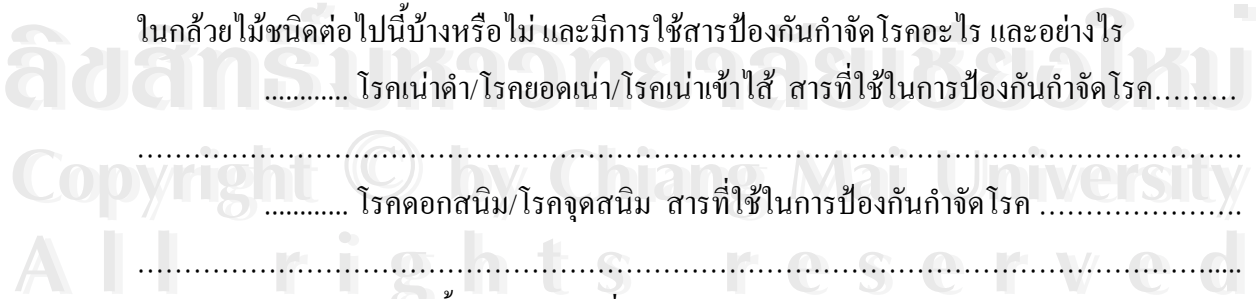 ในกล้วยไม้ชนิดต่อไปนี้บ้างหรือไม่ และมีการใช้สารป้องกันกำจัดโรคอะไร และอย่างไร
ลิขสิทธิ์มหาวิทยาลัยเชียงใหม่
............ โรคเน่าดำ/โรคยอดเน่า/โรคเน่าเข้าไส้ สารที่ใช้ในการป้องกันกำจัดโรค………
……………………………………………………………………………………………….
Copyright © by Chiang Mai University
............ โรคดอกสนิม/โรคจุดสนิม สารที่ใช้ในการป้องกันกำจัดโรค ………………….
……………………………………………………………………………………………......
All rights reserved